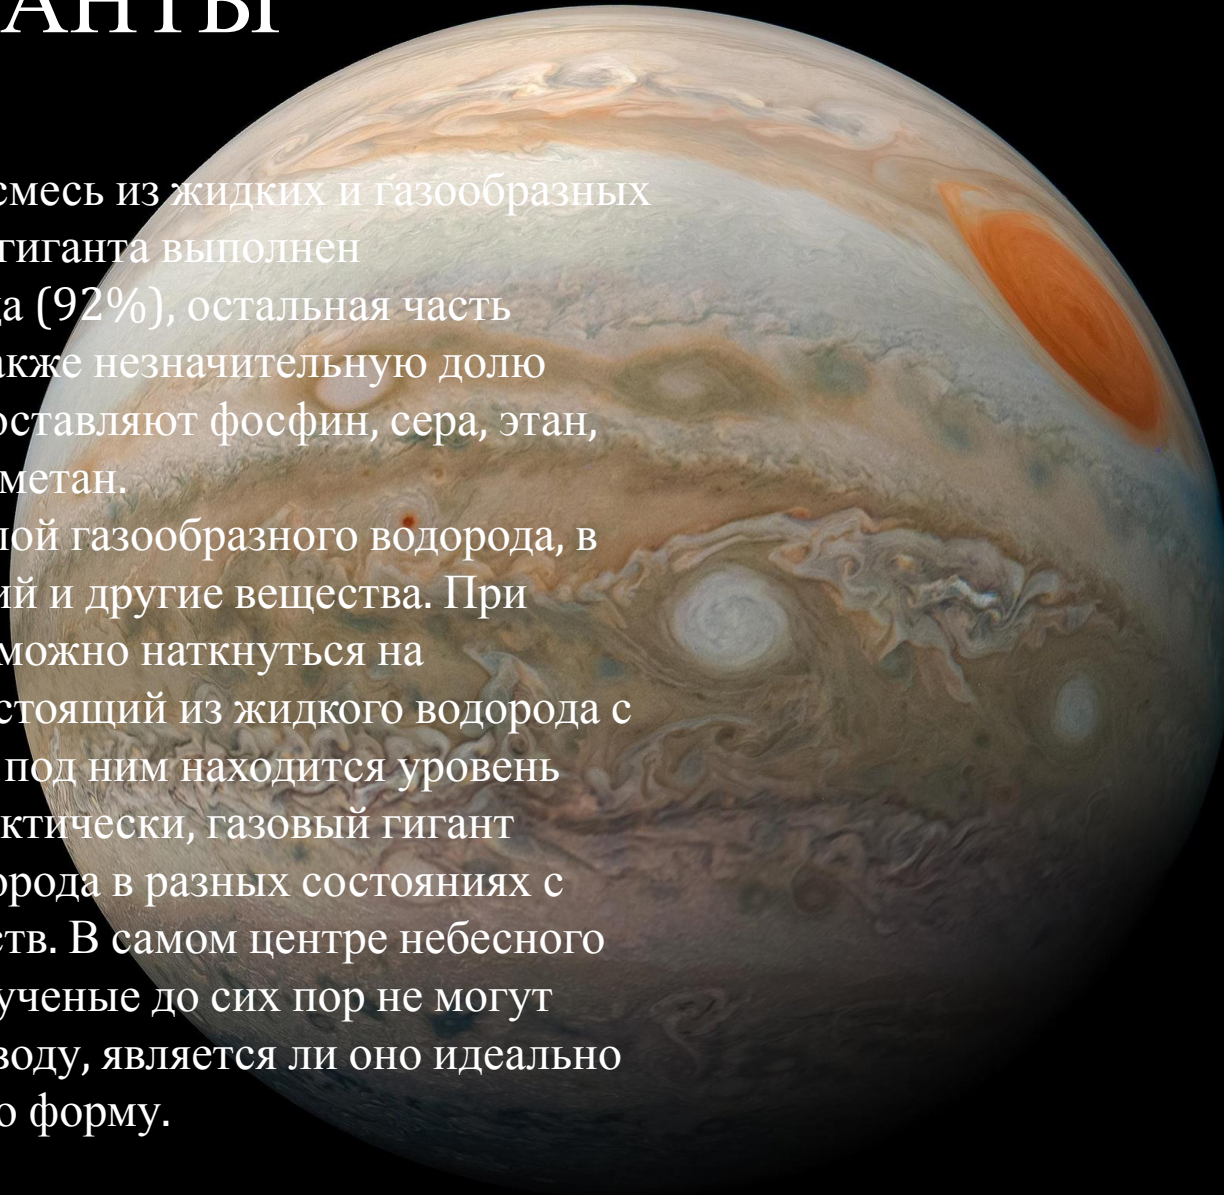 АНТЫ
смесь из жидких и газообразных
гиганта выполнен
да (92%), остальная часть
акже незначительную долю
оставляют фосфин, сера, этан,
метан.
лой газообразного водорода, в
ий и другие вещества. При
можно наткнуться на
стоящий из жидкого водорода с
под ним находится уровень
ктически, газовый гигант
орода в разных состояниях с
ств. В самом центре небесного
ученые до сих пор не могут
воду, является ли оно идеально
ю форму.